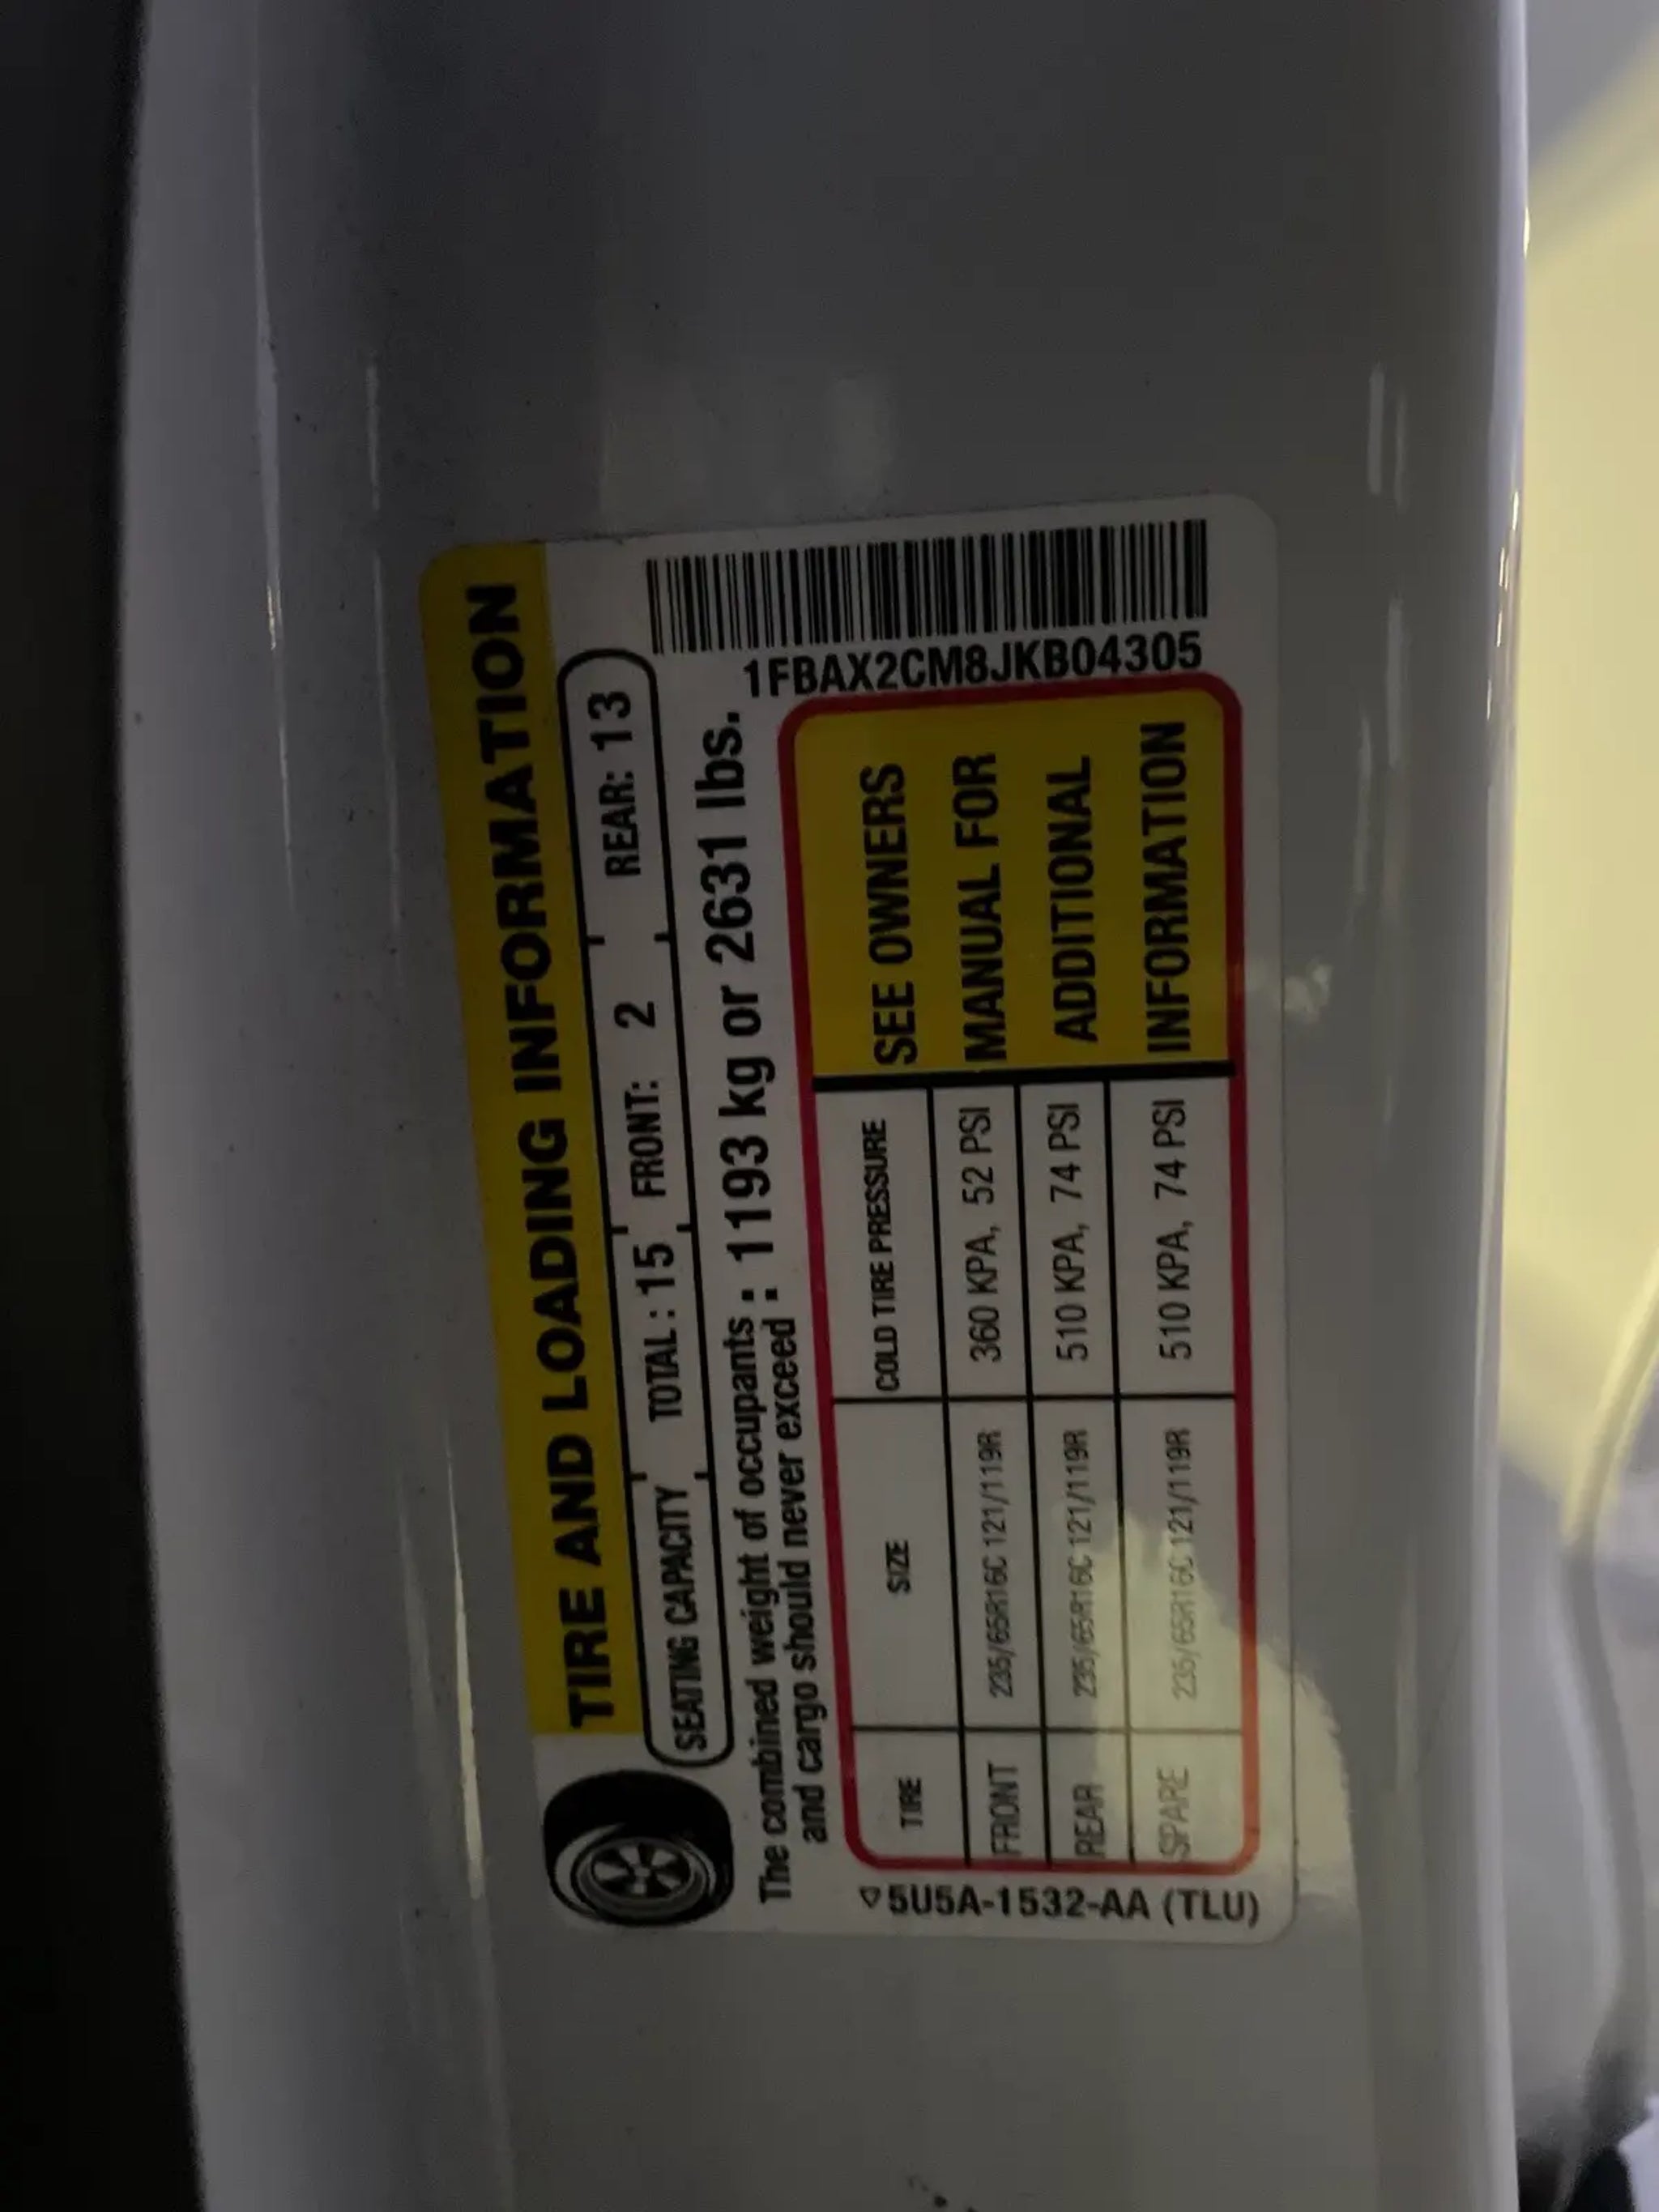 TIRE AND LOADING INFORMATION
SEATING CAPACITY TOTAL : 15 FRONT: 2 REAR: 13
The combined weight of occupants : 1193 kg or 2631 lbs.
and cargo should never exceed :
1FBAX2CM8JKB04305
TIRE SIZE COLD TIRE PRESSURE SEE OWNERS
FRONT 235/65R16C 121/119R 360 KPA, 52 PSI MANUAL FOR
REAR 235/65R16C 121/119R 510 KPA, 74 PSI ADDITIONAL
SPARE 235/65R16C 121/119R 510 KPA, 74 PSI INFORMATION
5U5A-1532-AA (TLU)